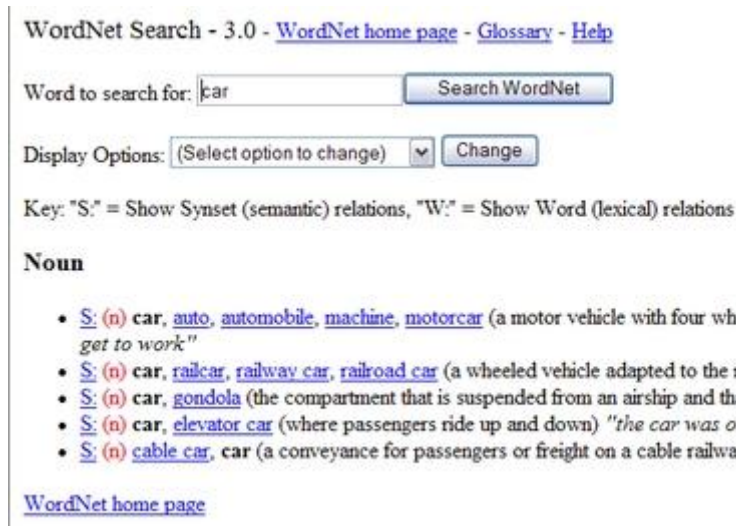 WordNet Search - 3.0 - WordNet home page - Glossary - Help
Word to search for: car Search WordNet
Display Options: (Select option to change) Change
Key: "S:" = Show Synset (semantic) relations, "W:" = Show Word (lexical) relations
Noun
• S: (n) car, auto, automobile, machine, motorcar (a motor vehicle with four
get to work"
• S: (n) car, railcar, railway car, railroad car (a wheeled vehicle adapted to the
• S: (n) car, gondola (the compartment that is suspended from an airship and
• S: (n) car, elevator car (where passengers ride up and down) "the car was
• S: (n) cable car, car (a conveyance for passengers or freight on a cable
WordNet home page